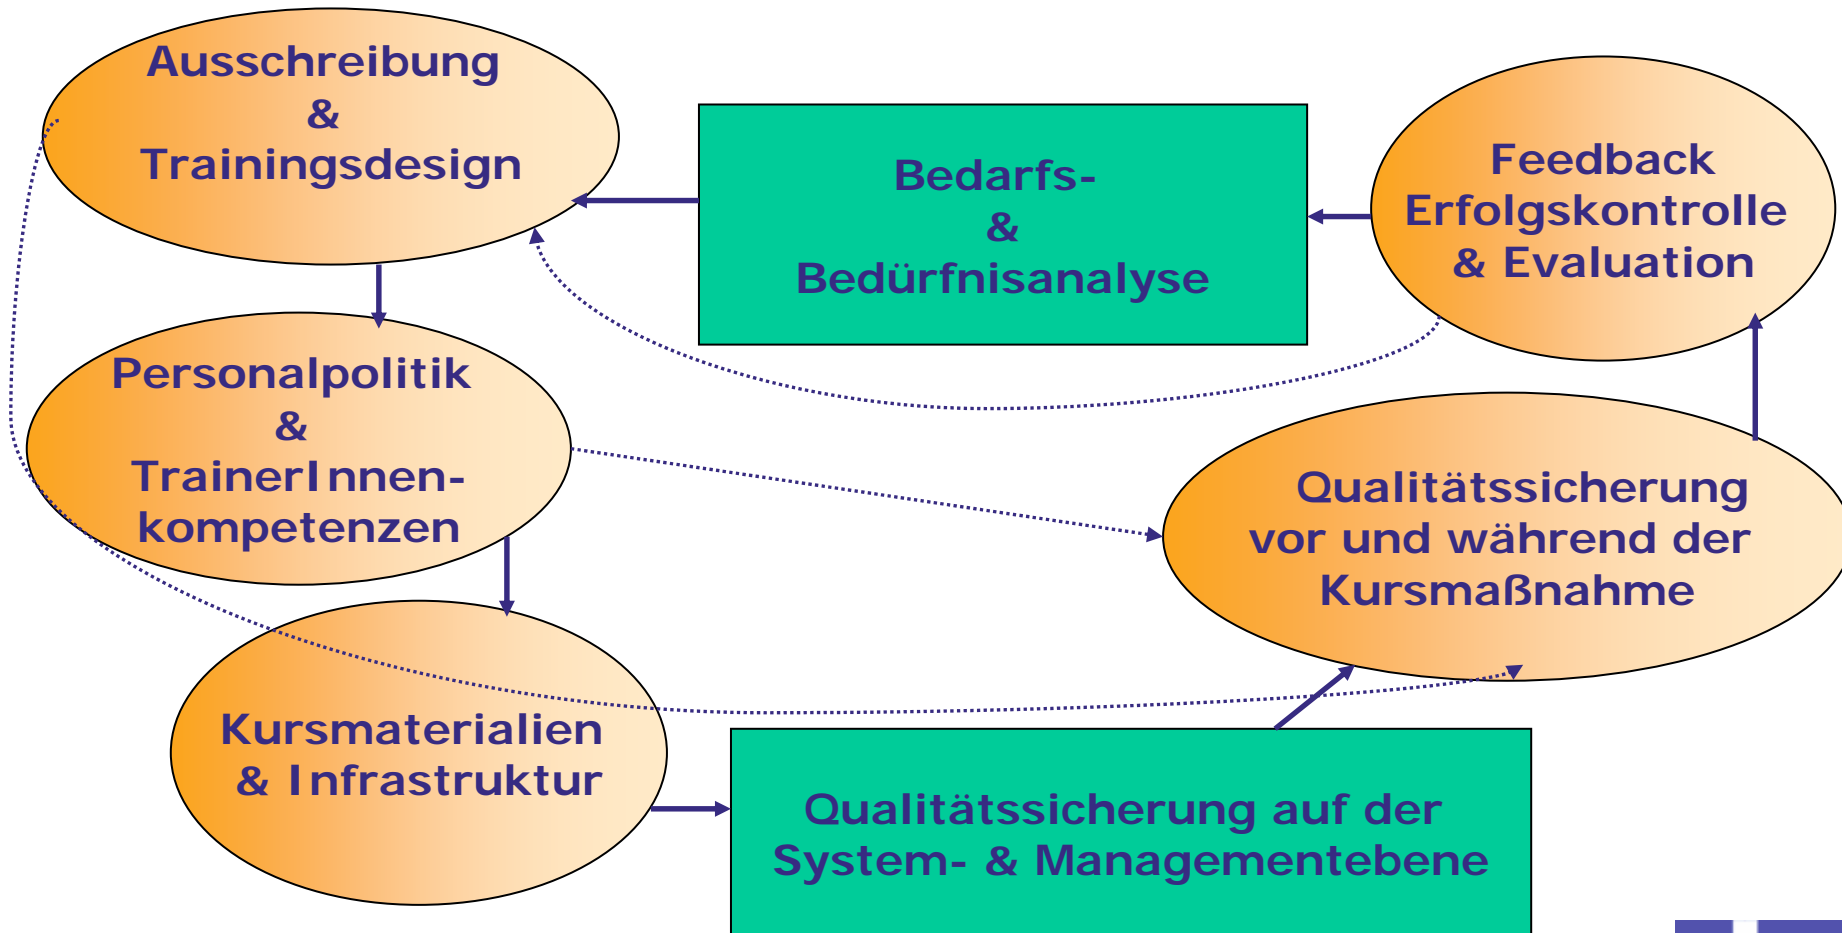 Ausschreibung
&
Trainingsdesign
Bedarfs-
&
Bedürfnisanalyse
Feedback
Erfolgskontrolle
& Evaluation
Personalpolitik
&
TrainerInnen-
kompetenzen
Qualitätssicherung
vor und während der
Kursmaßnahme
Kursmaterialien
& Infrastruktur
Qualitätssicherung auf der
System- & Managementebene